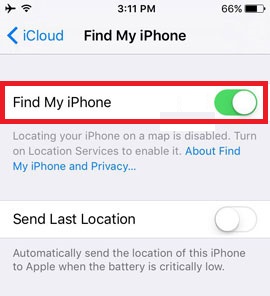 3:11 PM 66%
iCloud Find My iPhone
Find My iPhone
Locating your iPhone on a map is disabled. Turn
on Location Services to enable it. About Find
My iPhone and Privacy...
Send Last Location
Automatically send the location of this iPhone
to Apple when the battery is critically low.